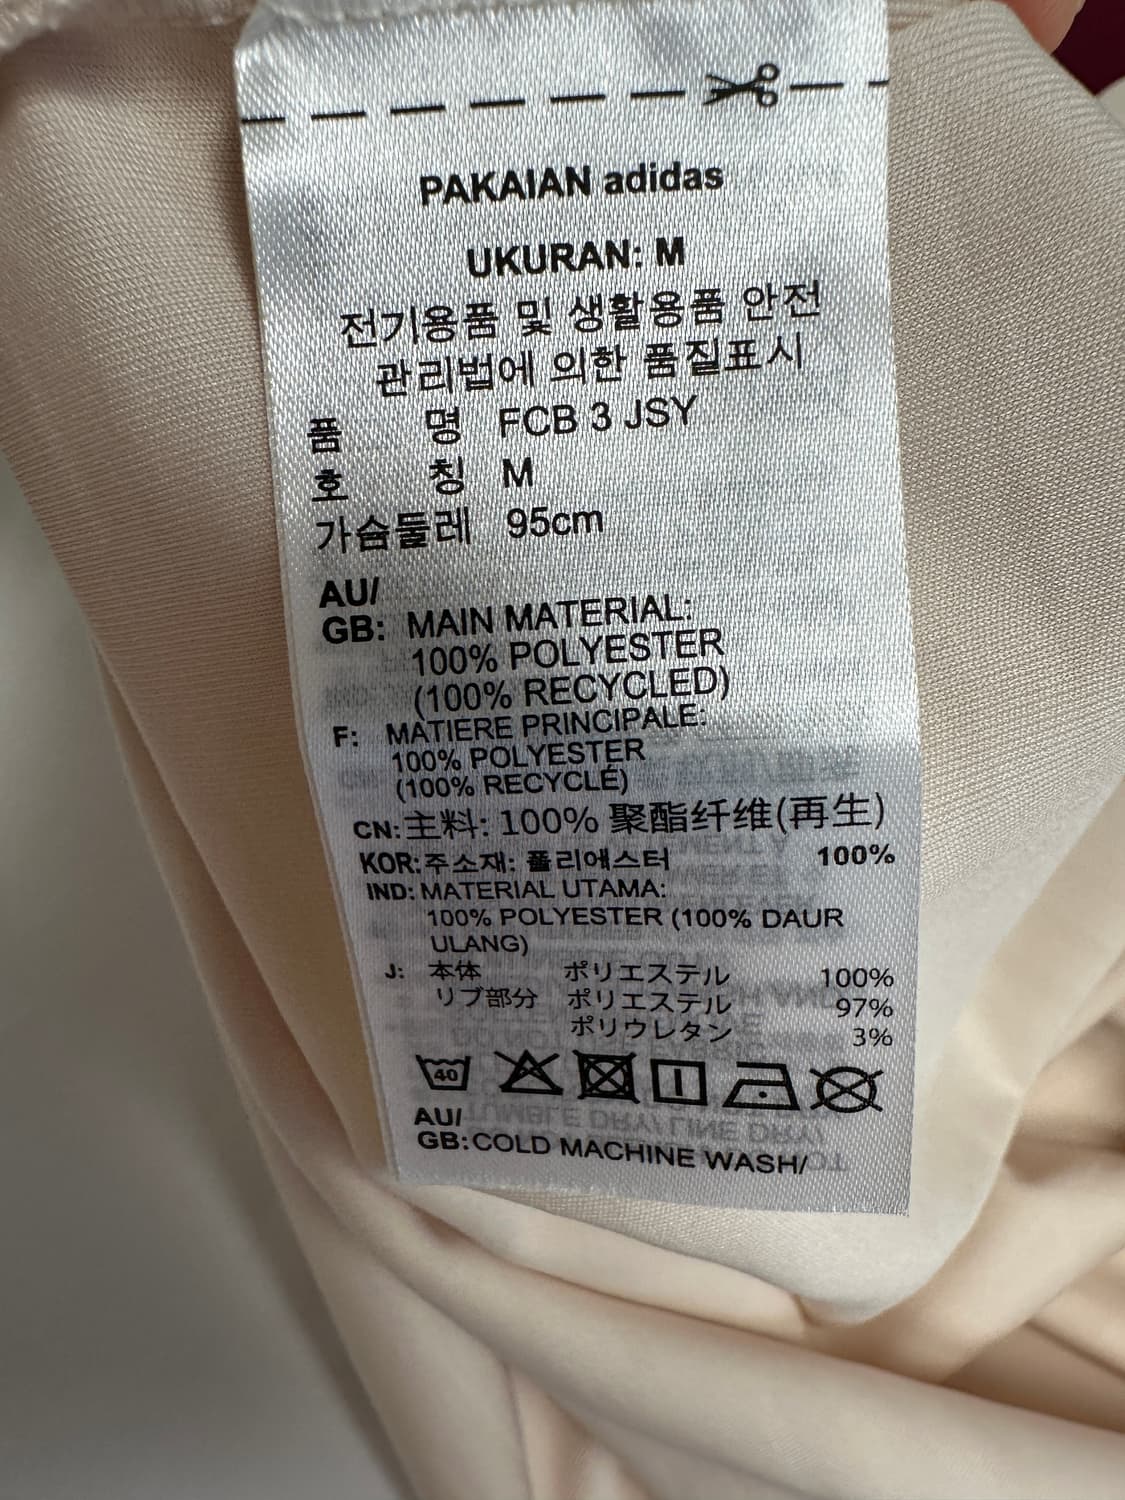 PAKAIAN adidas
UKURAN: M
전기용품 및 생활용품 안전
관리법에 의한 품질표시
품 명 FCB 3 JSY
호 칭 M
가슴둘레 95cm
AU/
GB: MAIN MATERIAL:
100% POLYESTER
(100% RECYCLED)
F: MATIERE PRINCIPALE:
100% POLYESTER
(100% RECYCLÉ)
CN: 主料: 100% 聚酯纤维(再生)
KOR: 주소재: 폴리에스터 100%
IND: MATERIAL UTAMA:
100% POLYESTER (100% DAUR
ULANG)
J: 本体 ポリエステル 100%
リブ部分 ポリエステル 97%
ポリウレタン 3%
40
AU/
GB: COLD MACHINE WASH/